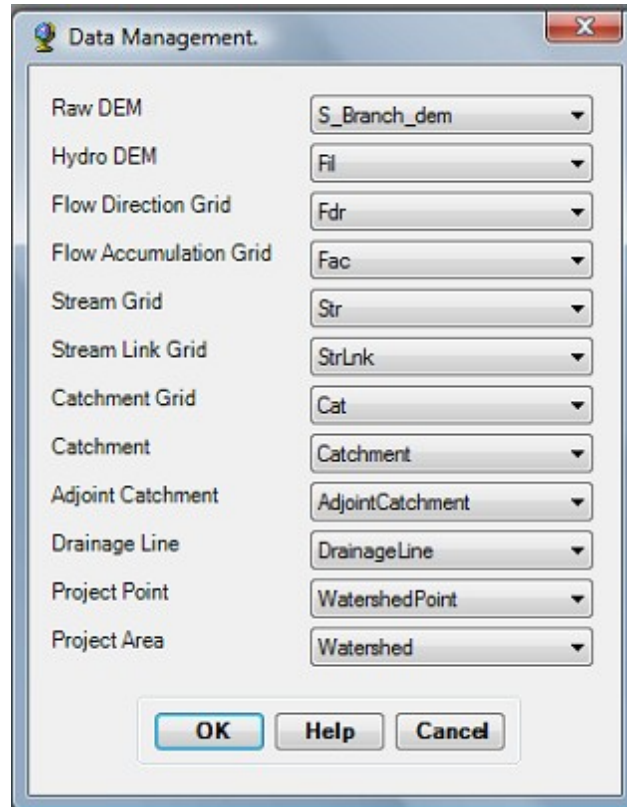 Data Management.
Raw DEM S_Branch_dem
Hydro DEM Fil
Flow Direction Grid Fdr
Flow Accumulation Grid Fac
Stream Grid Str
Stream Link Grid StrLnk
Catchment Grid Cat
Catchment Catchment
Adjoint Catchment AdjointCatchment
Drainage Line DrainageLine
Project Point WatershedPoint
Project Area Watershed
OK Help Cancel